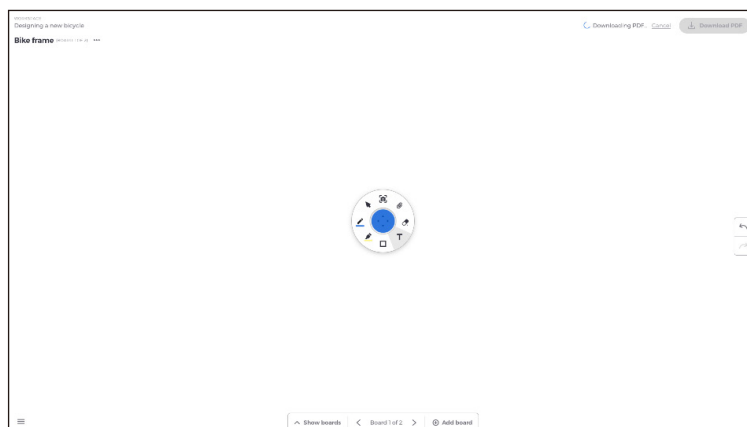 Designing a new bicycle
Downloading PDF. Cancel
Download PDF
Bike frame
T
Show boards
Board 1 of 2
Add board